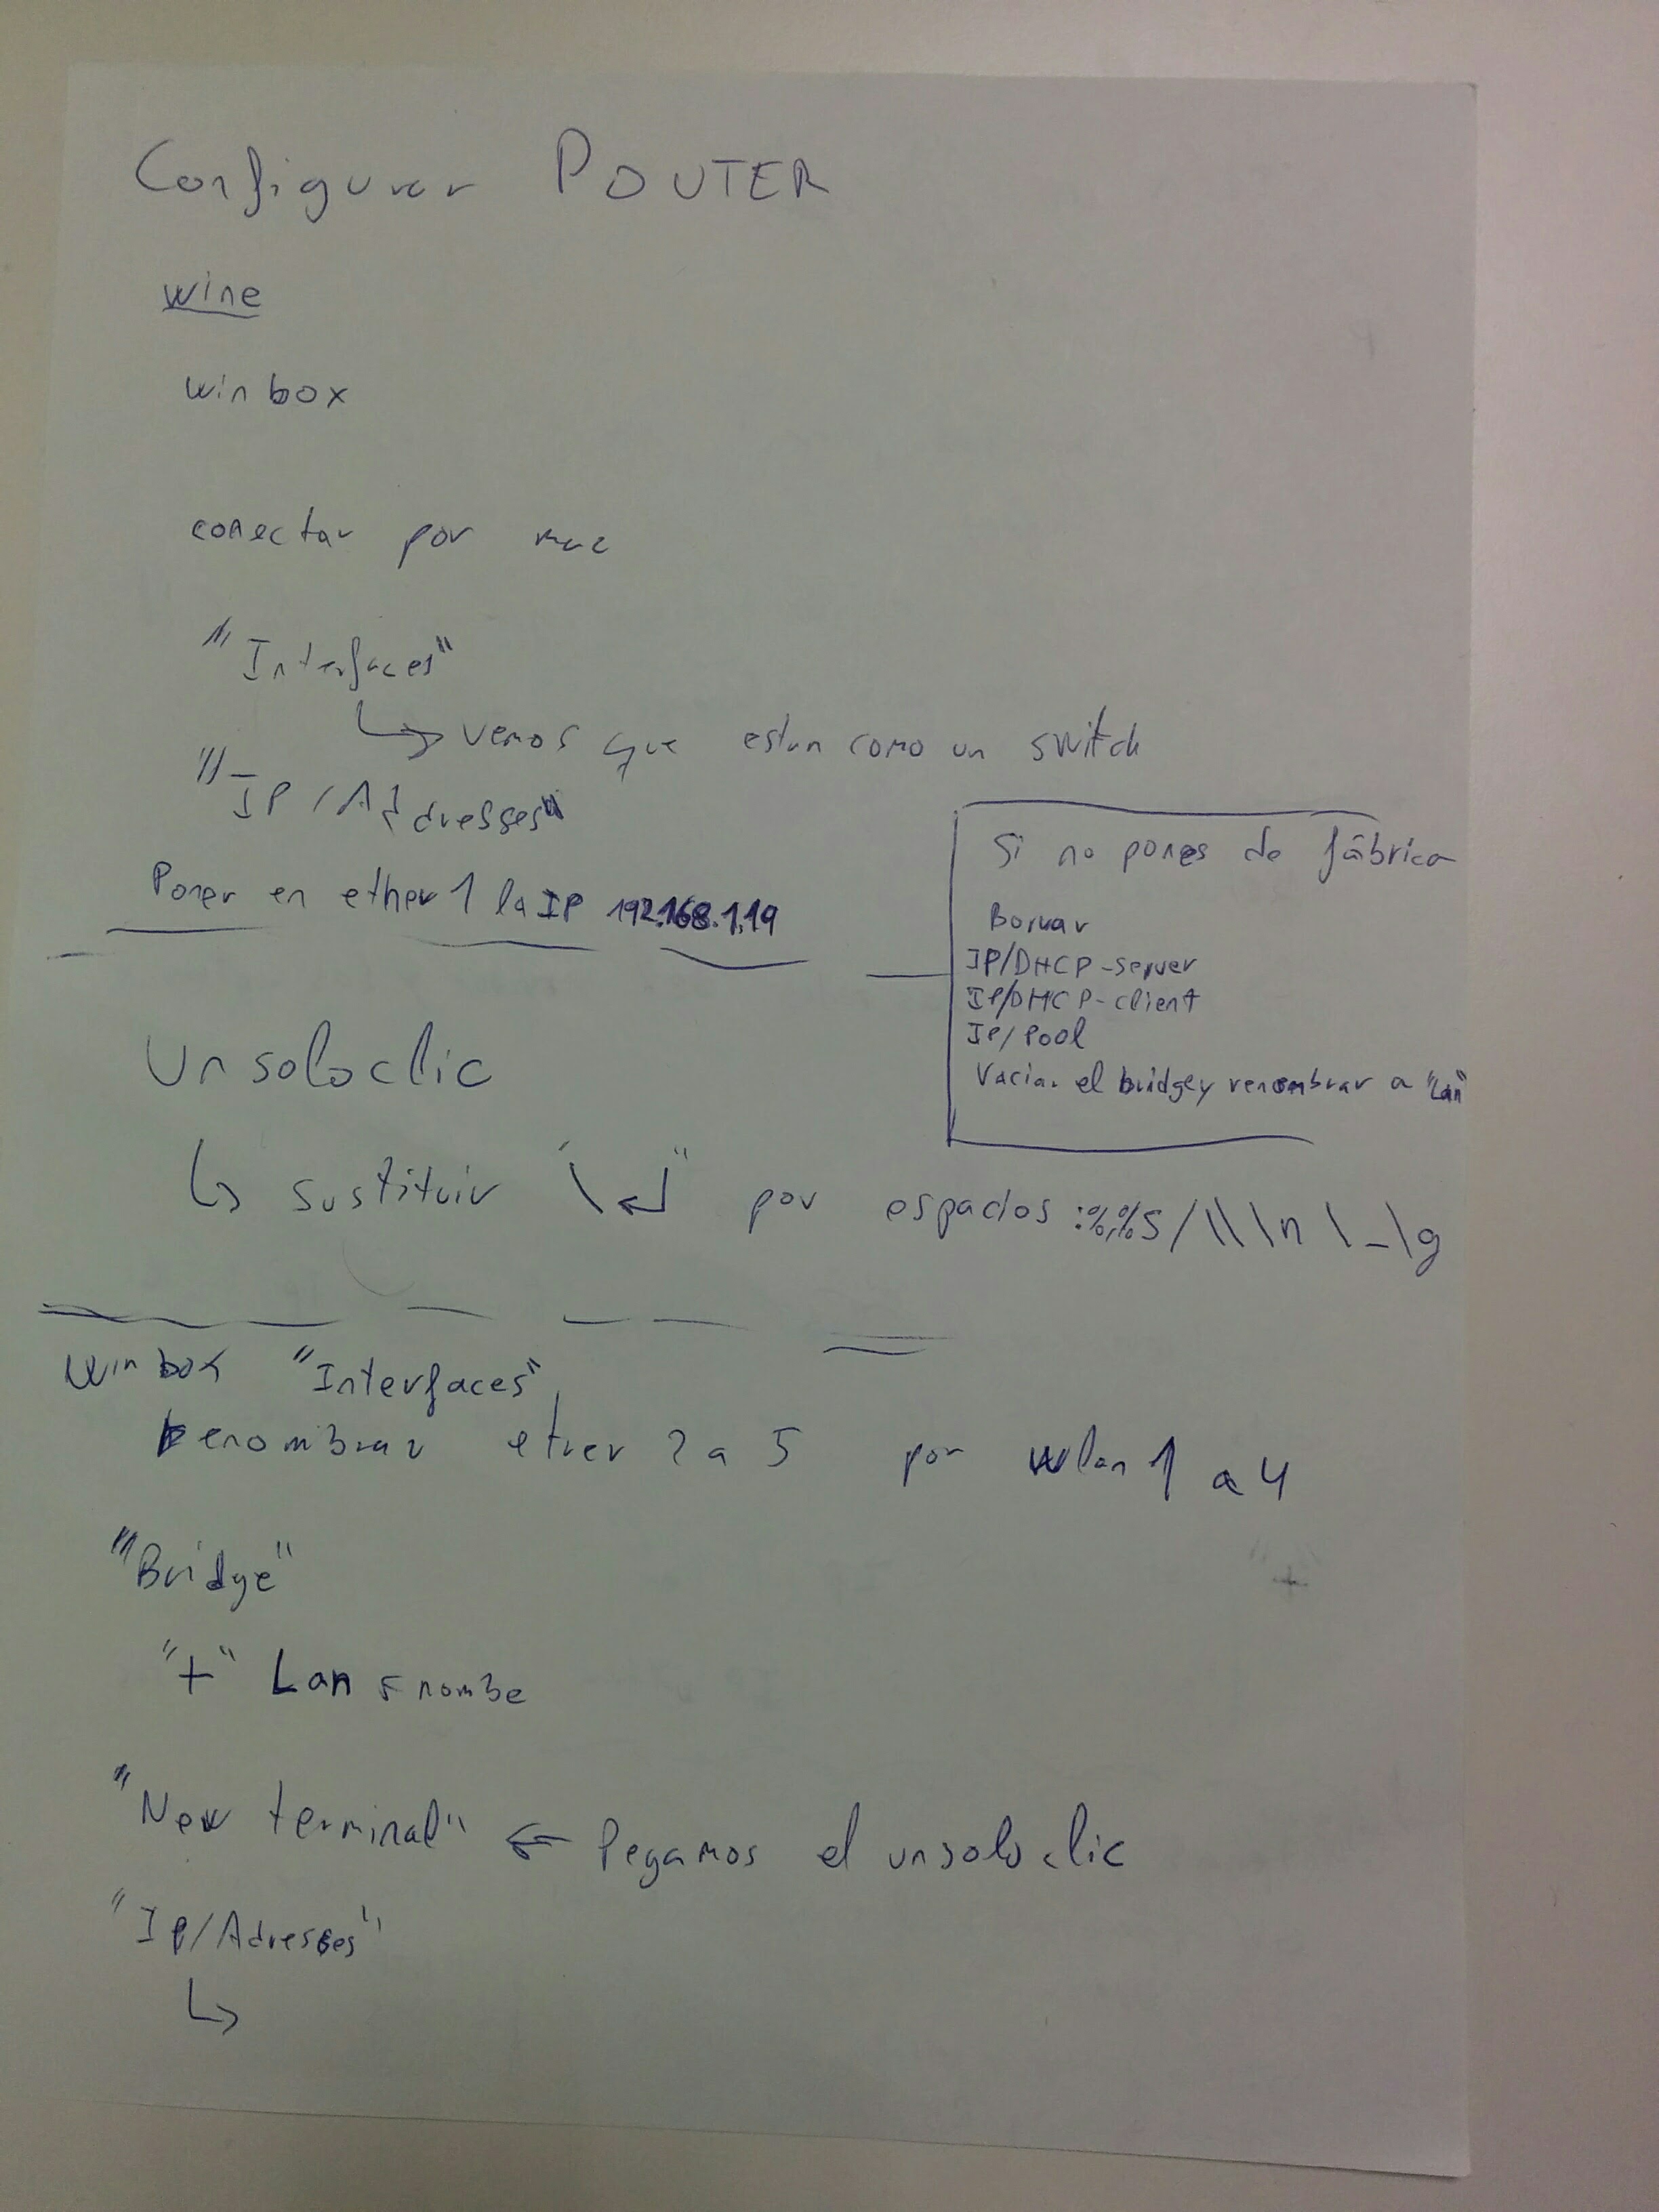 Configurar ROUTER
wine
winbox
conectar por mac
"Interfaces"
↳ vemos que estan como un switch
"IP/Addresses"
Poner en ether1 la IP 192.168.1.19
Si no pones de fábrica
Borrar
IP/DHCP-server
IP/DHCP-client
IP/Pool
Vaciar el bridge y renombrar a "Lan"
Unsoloclic
↳ sustituir "\↵" por espacios :%,%s/\\\n\_\g
winbox "Interfaces"
Renombrar ether 2 a 5 por wlan 1 a 4
"Bridge"
"+" Lan nombe
"New terminal" ← Pegamos el unsoloclic
"Ip/Adresses"
↳